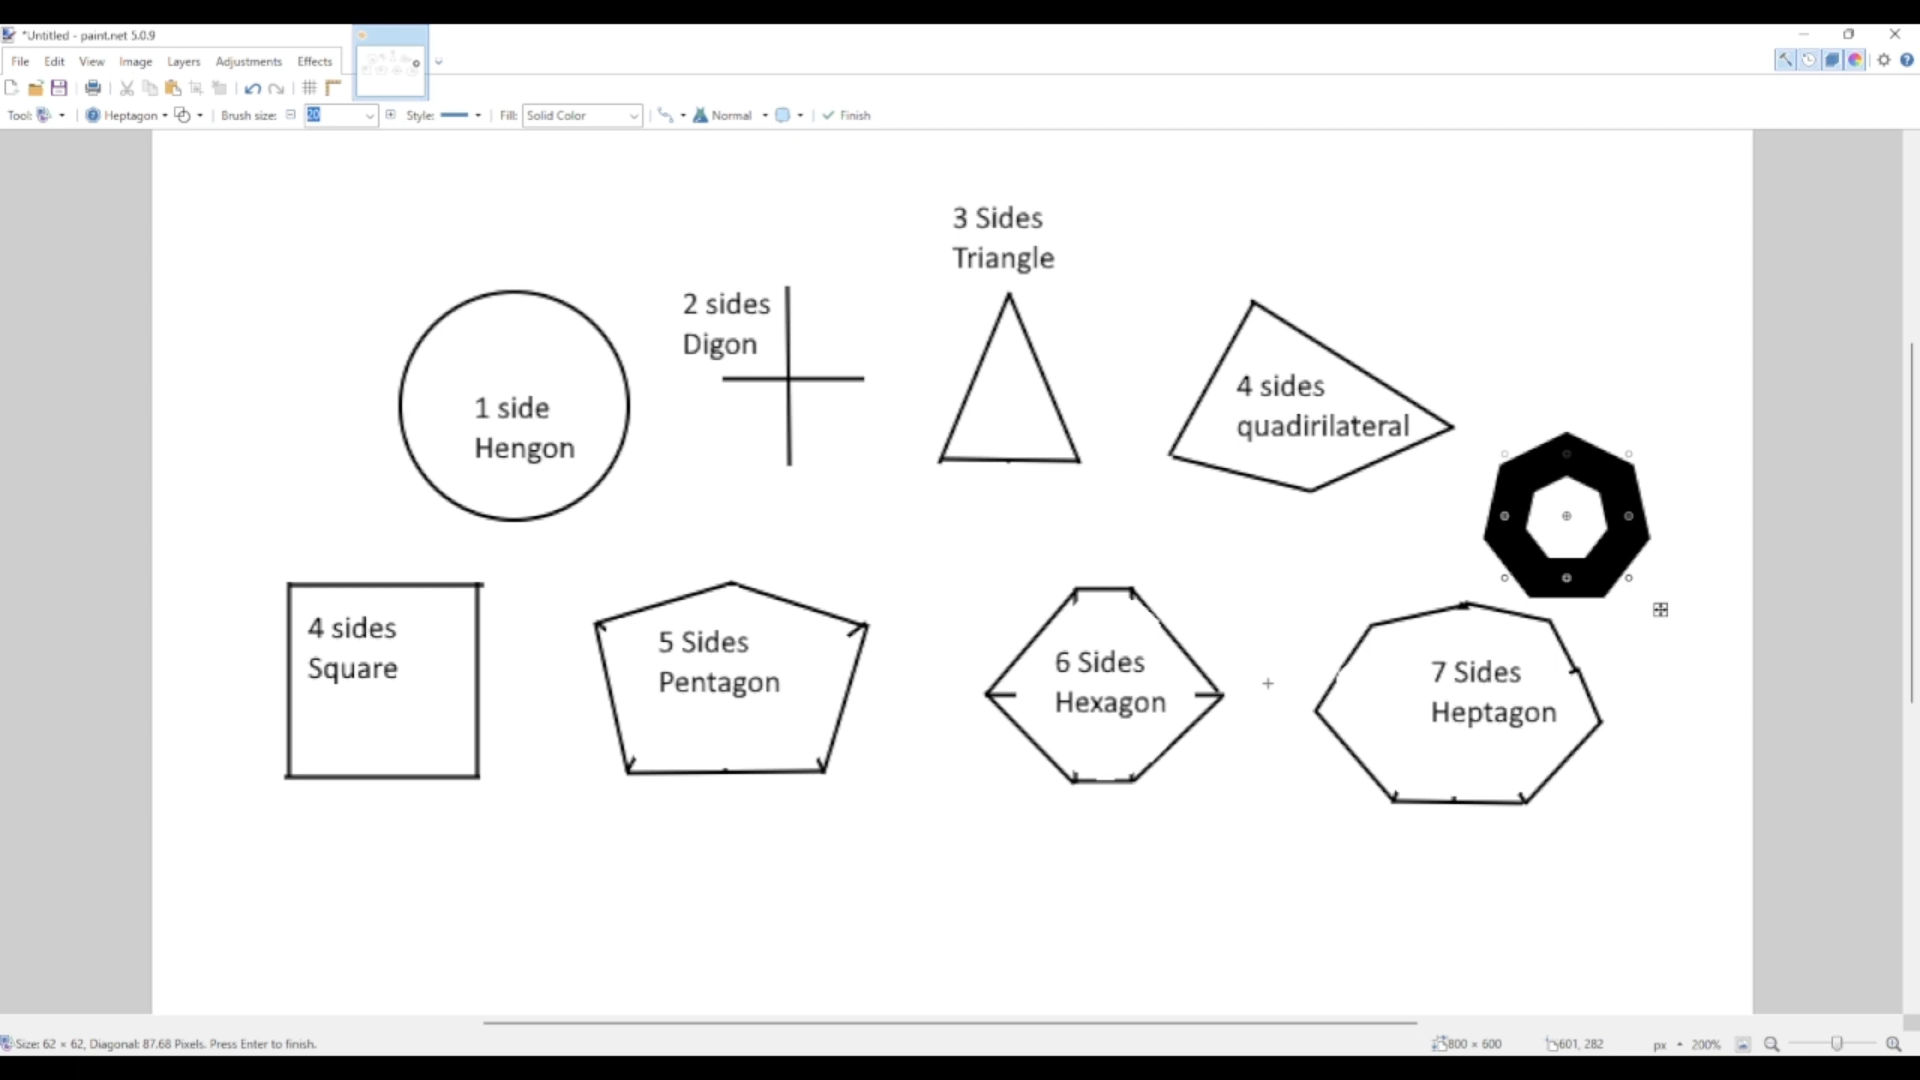 *Untitled - paint.net 5.0.9
File Edit View Image Layers Adjustments Effects
Tool: Heptagon Brush size: 20 Style: Fill: Solid Color Normal Finish
3 Sides
Triangle
2 sides
Digon
4 sides
quadirilateral
1 side
Hengon
4 sides
Square
5 Sides
Pentagon
6 Sides
Hexagon
7 Sides
Heptagon
Size: 62 × 62, Diagonal: 87.68 Pixels. Press Enter to finish. 800 × 600 601, 282 px 200%